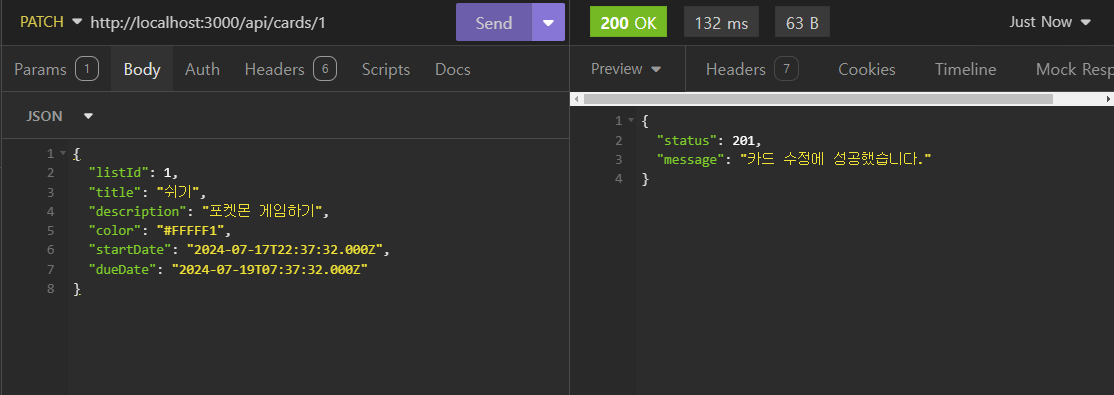 PATCH http://localhost:3000/api/cards/1 Send
Params 1 Body Auth Headers 6 Scripts Docs
JSON
1 {
2 "listId": 1,
3 "title": "쉬기",
4 "description": "포켓몬 게임하기",
5 "color": "#FFFFF1",
6 "startDate": "2024-07-17T22:37:32.000Z",
7 "dueDate": "2024-07-19T07:37:32.000Z"
8 }
200 OK 132 ms 63 B Just Now
Preview Headers 7 Cookies Timeline Mock Resp
1 {
2 "status": 201,
3 "message": "카드 수정에 성공했습니다."
4 }